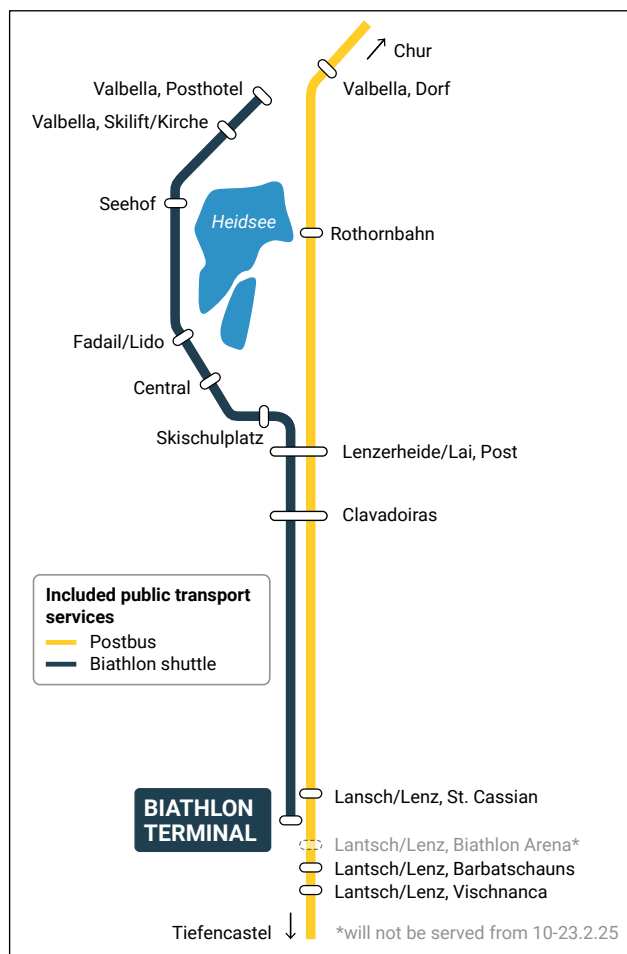 Chur
Valbella, Posthotel
Valbella, Dorf
Valbella, Skilift/Kirche
Seehof
Heidsee
Rothornbahn
Fadail/Lido
Central
Skischulplatz
Lenzerheide/Lai, Post
Clavadoiras
Included public transport
services
Postbus
Biathlon shuttle
BIATHLON
TERMINAL
Lansch/Lenz, St. Cassian
Lantsch/Lenz, Biathlon Arena*
Lantsch/Lenz, Barbatschauns
Lantsch/Lenz, Vischnanca
Tiefencastel
*will not be served from 10-23.2.25